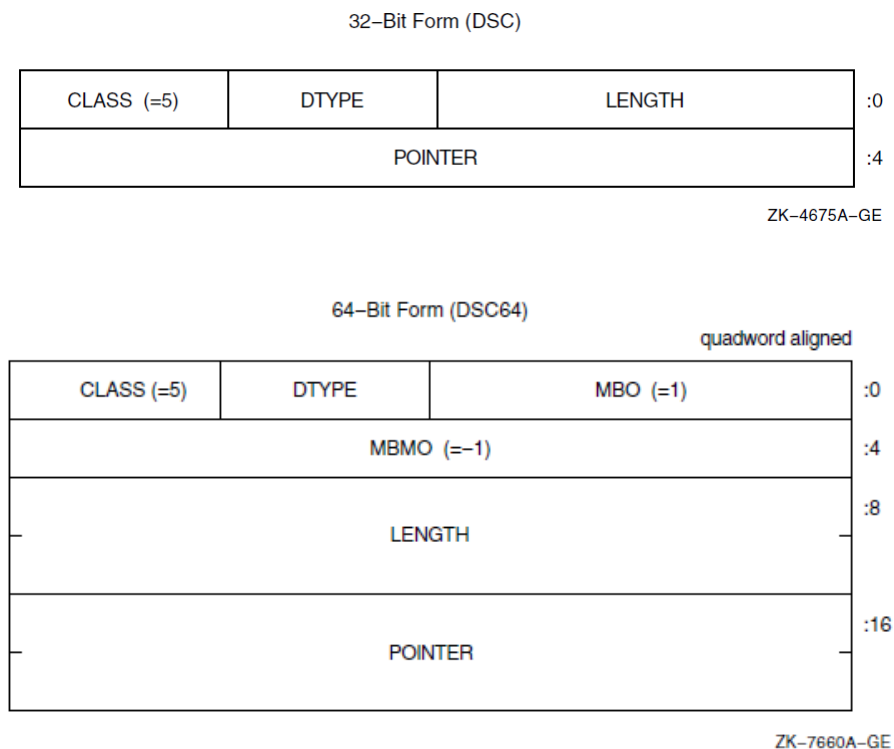 32–Bit Form (DSC)
CLASS (=5) DTYPE LENGTH :0
POINTER :4
ZK–4675A–GE
64–Bit Form (DSC64)
quadword aligned
CLASS (=5) DTYPE MBO (=1) :0
MBMO (=–1) :4
:8
LENGTH
:16
POINTER
ZK–7660A–GE